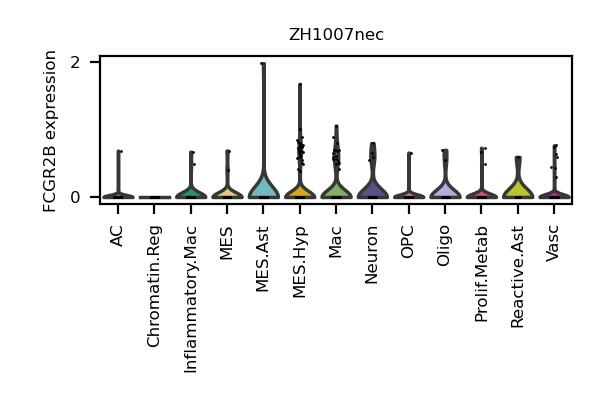 ZH1007nec
FCGR2B expression
2
0
AC
Chromatin.Reg
Inflammatory.Mac
MES
MES.Ast
MES.Hyp
Mac
Neuron
OPC
Oligo
Prolif.Metab
Reactive.Ast
Vasc